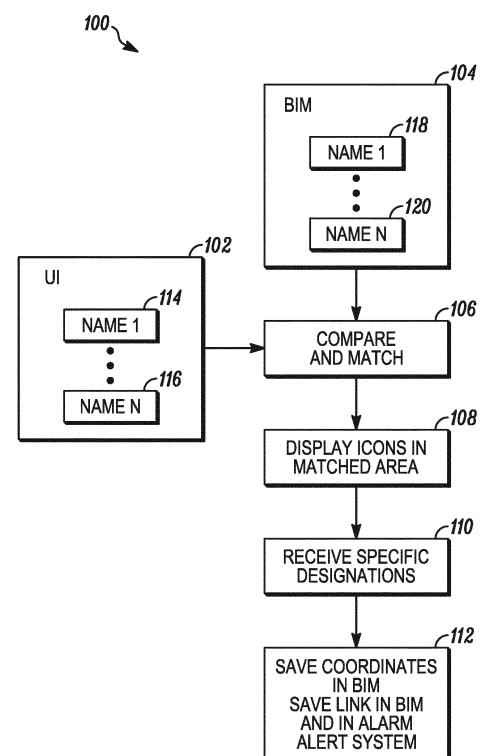 100
104
BIM
118
NAME 1
120
NAME N
102
UI
114
NAME 1
116
NAME N
106
COMPARE
AND MATCH
108
DISPLAY ICONS IN
MATCHED AREA
110
RECEIVE SPECIFIC
DESIGNATIONS
112
SAVE COORDINATES
IN BIM
SAVE LINK IN BIM
AND IN ALARM
ALERT SYSTEM